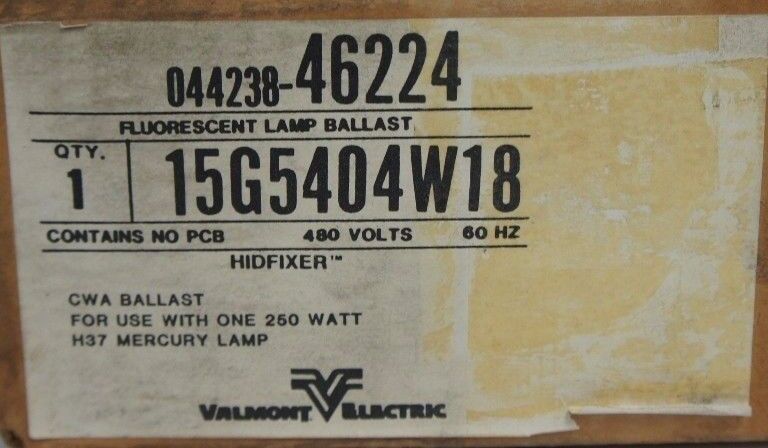 044238-46224
FLUORESCENT LAMP BALLAST
QTY. 1 15G5404W18
CONTAINS NO PCB 480 VOLTS 60 HZ
HIDFIXER™
CWA BALLAST
FOR USE WITH ONE 250 WATT
H37 MERCURY LAMP
VALMONT ELECTRIC